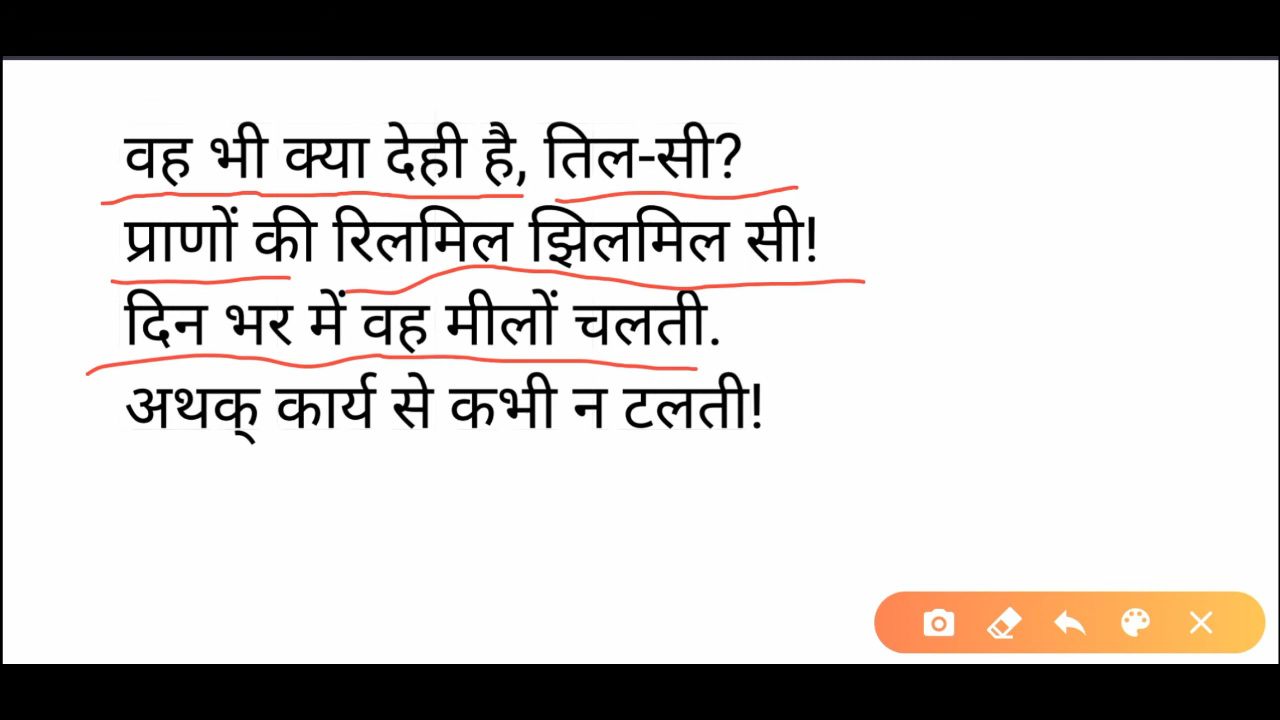 वह भी क्या देही है, तिल-सी?
प्राणों की रिलमिल झिलमिल सी!
दिन भर में वह मीलों चलती.
अथक् कार्य से कभी न टलती!